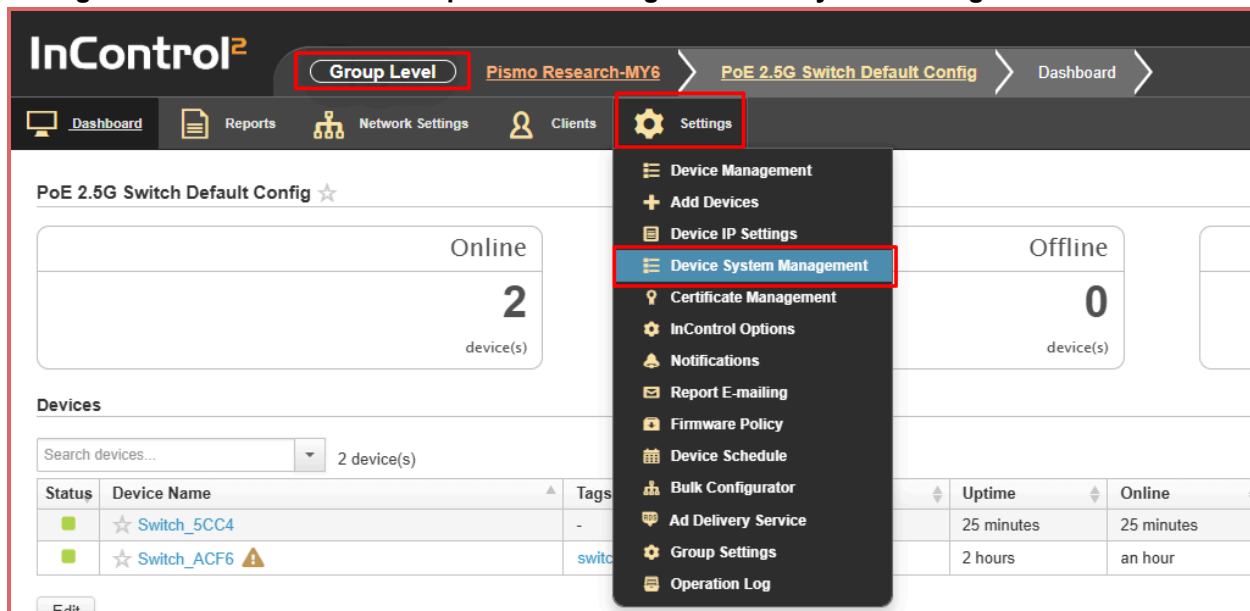 InControl²
Group Level Pismo Research-MY6 PoE 2.5G Switch Default Config Dashboard
Dashboard Reports Network Settings Clients Settings
Device Management
Add Devices
Device IP Settings
Device System Management
Certificate Management
InControl Options
Notifications
Report E-mailing
Firmware Policy
Device Schedule
Bulk Configurator
Ad Delivery Service
Group Settings
Operation Log
PoE 2.5G Switch Default Config
Online
2
device(s)
Offline
0
device(s)
Devices
Search devices... 2 device(s)
Status Device Name Tags Uptime Online
Switch_5CC4 - 25 minutes 25 minutes
Switch_ACF6 2 hours an hour
Edit